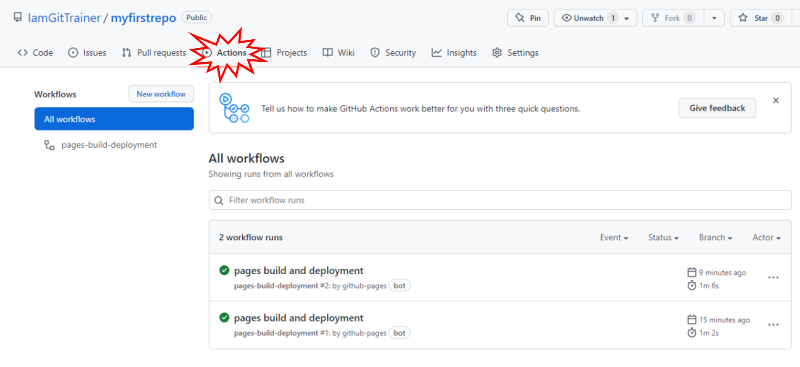 IamGitTrainer / myfirstrepo Public
Pin Unwatch 1 Fork 0 Star 0
Code Issues Pull requests Actions Projects Wiki Security Insights Settings
Workflows New workflow
All workflows
pages-build-deployment
Tell us how to make GitHub Actions work better for you with three quick questions. Give feedback
All workflows
Showing runs from all workflows
Filter workflow runs
2 workflow runs Event Status Branch Actor
pages build and deployment 9 minutes ago
pages-build-deployment #2: by github-pages bot 1m 6s
pages build and deployment 15 minutes ago
pages-build-deployment #1: by github-pages bot 1m 2s